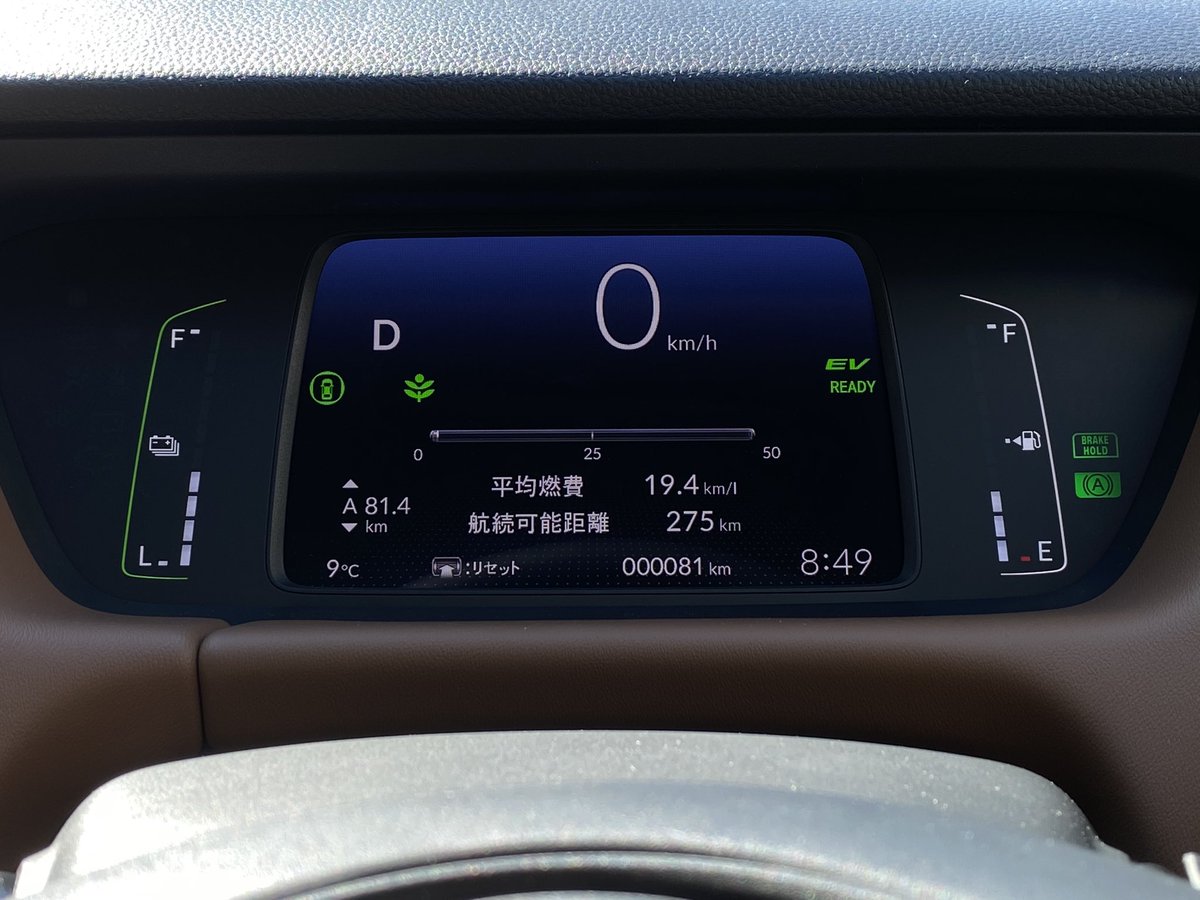 0 km/h
D
F
F
EV
READY
0 25 50
BRAKE HOLD
A
平均燃費 19.4 km/l
A 81.4 km
航続可能距離 275 km
L
E
9°C
:リセット
000081 km
8:49